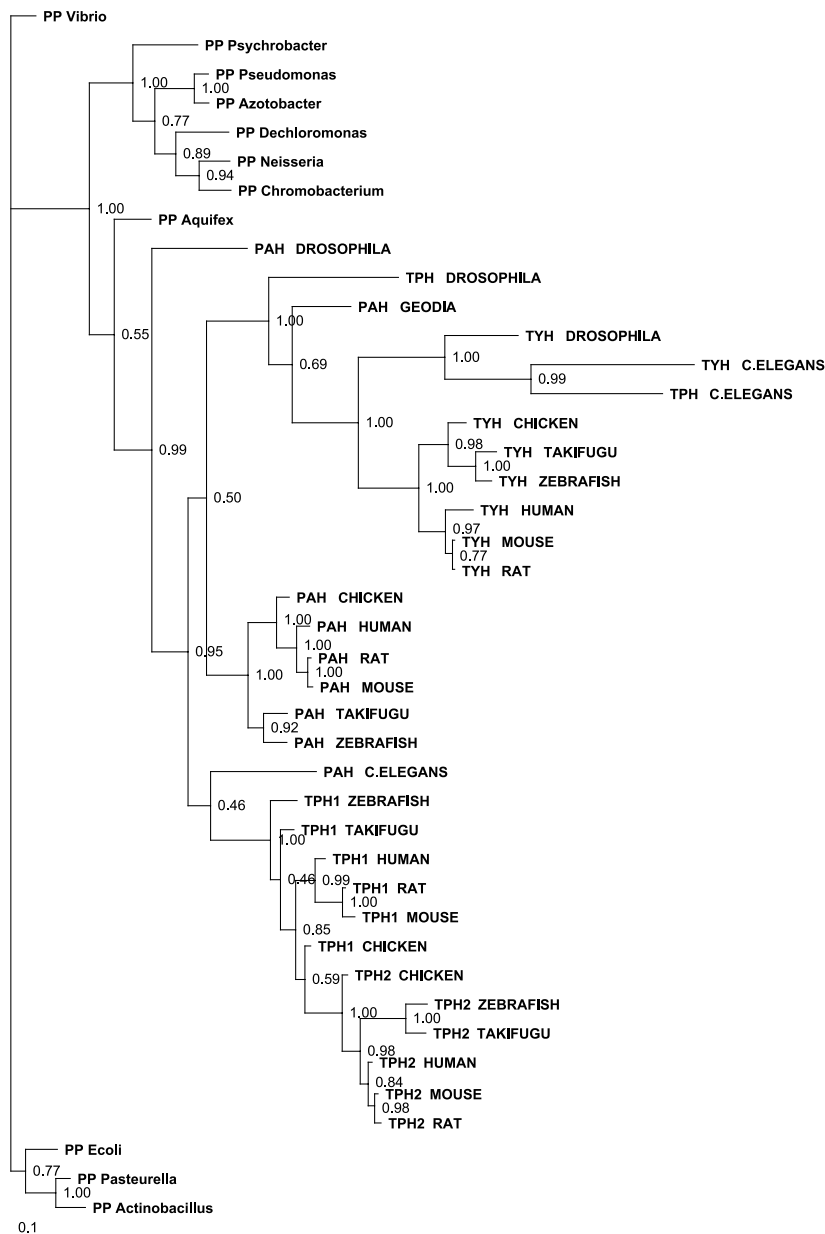 PP Vibrio
PP Psychrobacter
1.00
PP Pseudomonas
1.00
PP Azotobacter
0.77
PP Dechloromonas
0.89
PP Neisseria
0.94
PP Chromobacterium
1.00
PP Aquifex
PAH DROSOPHILA
TPH DROSOPHILA
PAH GEODIA
1.00
0.55
TYH DROSOPHILA
1.00
0.69
TYH C.ELEGANS
0.99
TPH C.ELEGANS
1.00
TYH CHICKEN
0.98
0.99
TYH TAKIFUGU
1.00
TYH ZEBRAFISH
1.00
0.50
TYH HUMAN
0.97
TYH MOUSE
0.77
TYH RAT
PAH CHICKEN
1.00
PAH HUMAN
1.00
0.95
PAH RAT
1.00
1.00
PAH MOUSE
PAH TAKIFUGU
0.92
PAH ZEBRAFISH
PAH C.ELEGANS
TPH1 ZEBRAFISH
0.46
TPH1 TAKIFUGU
1.00
TPH1 HUMAN
0.46
0.99
TPH1 RAT
1.00
TPH1 MOUSE
0.85
TPH1 CHICKEN
TPH2 CHICKEN
0.59
TPH2 ZEBRAFISH
1.00
1.00
TPH2 TAKIFUGU
0.98
TPH2 HUMAN
0.84
TPH2 MOUSE
0.98
TPH2 RAT
PP Ecoli
0.77
PP Pasteurella
1.00
PP Actinobacillus
0.1